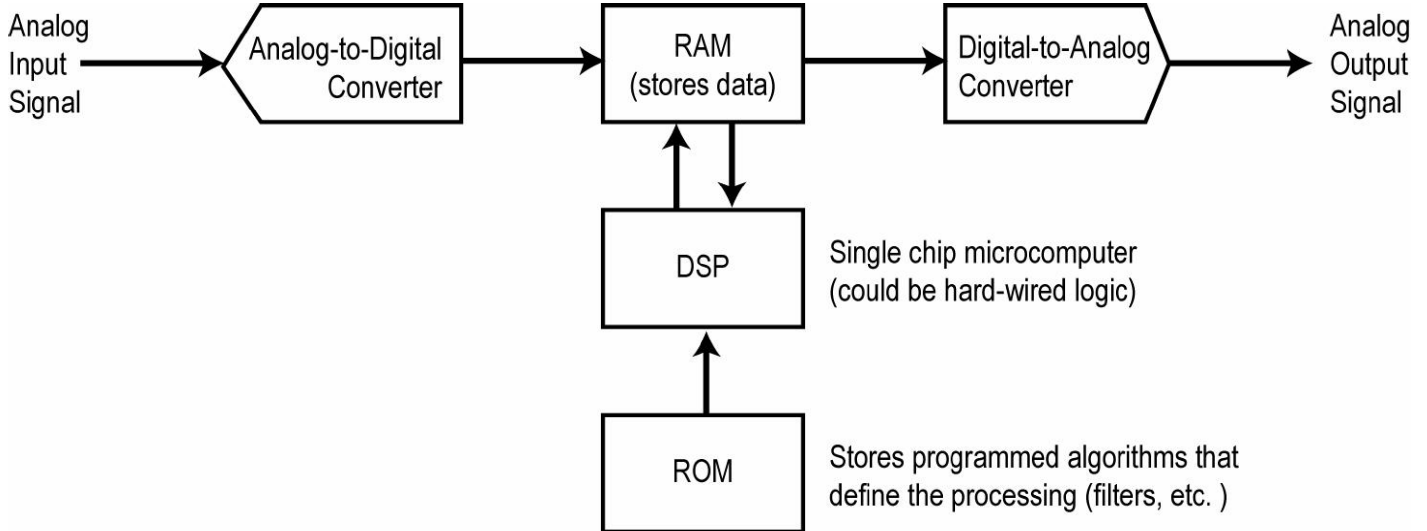 Analog
Input
Signal
Analog-to-Digital
Converter
RAM
(stores data)
Digital-to-Analog
Converter
Analog
Output
Signal
DSP
Single chip microcomputer
(could be hard-wired logic)
ROM
Stores programmed algorithms that
define the processing (filters, etc. )